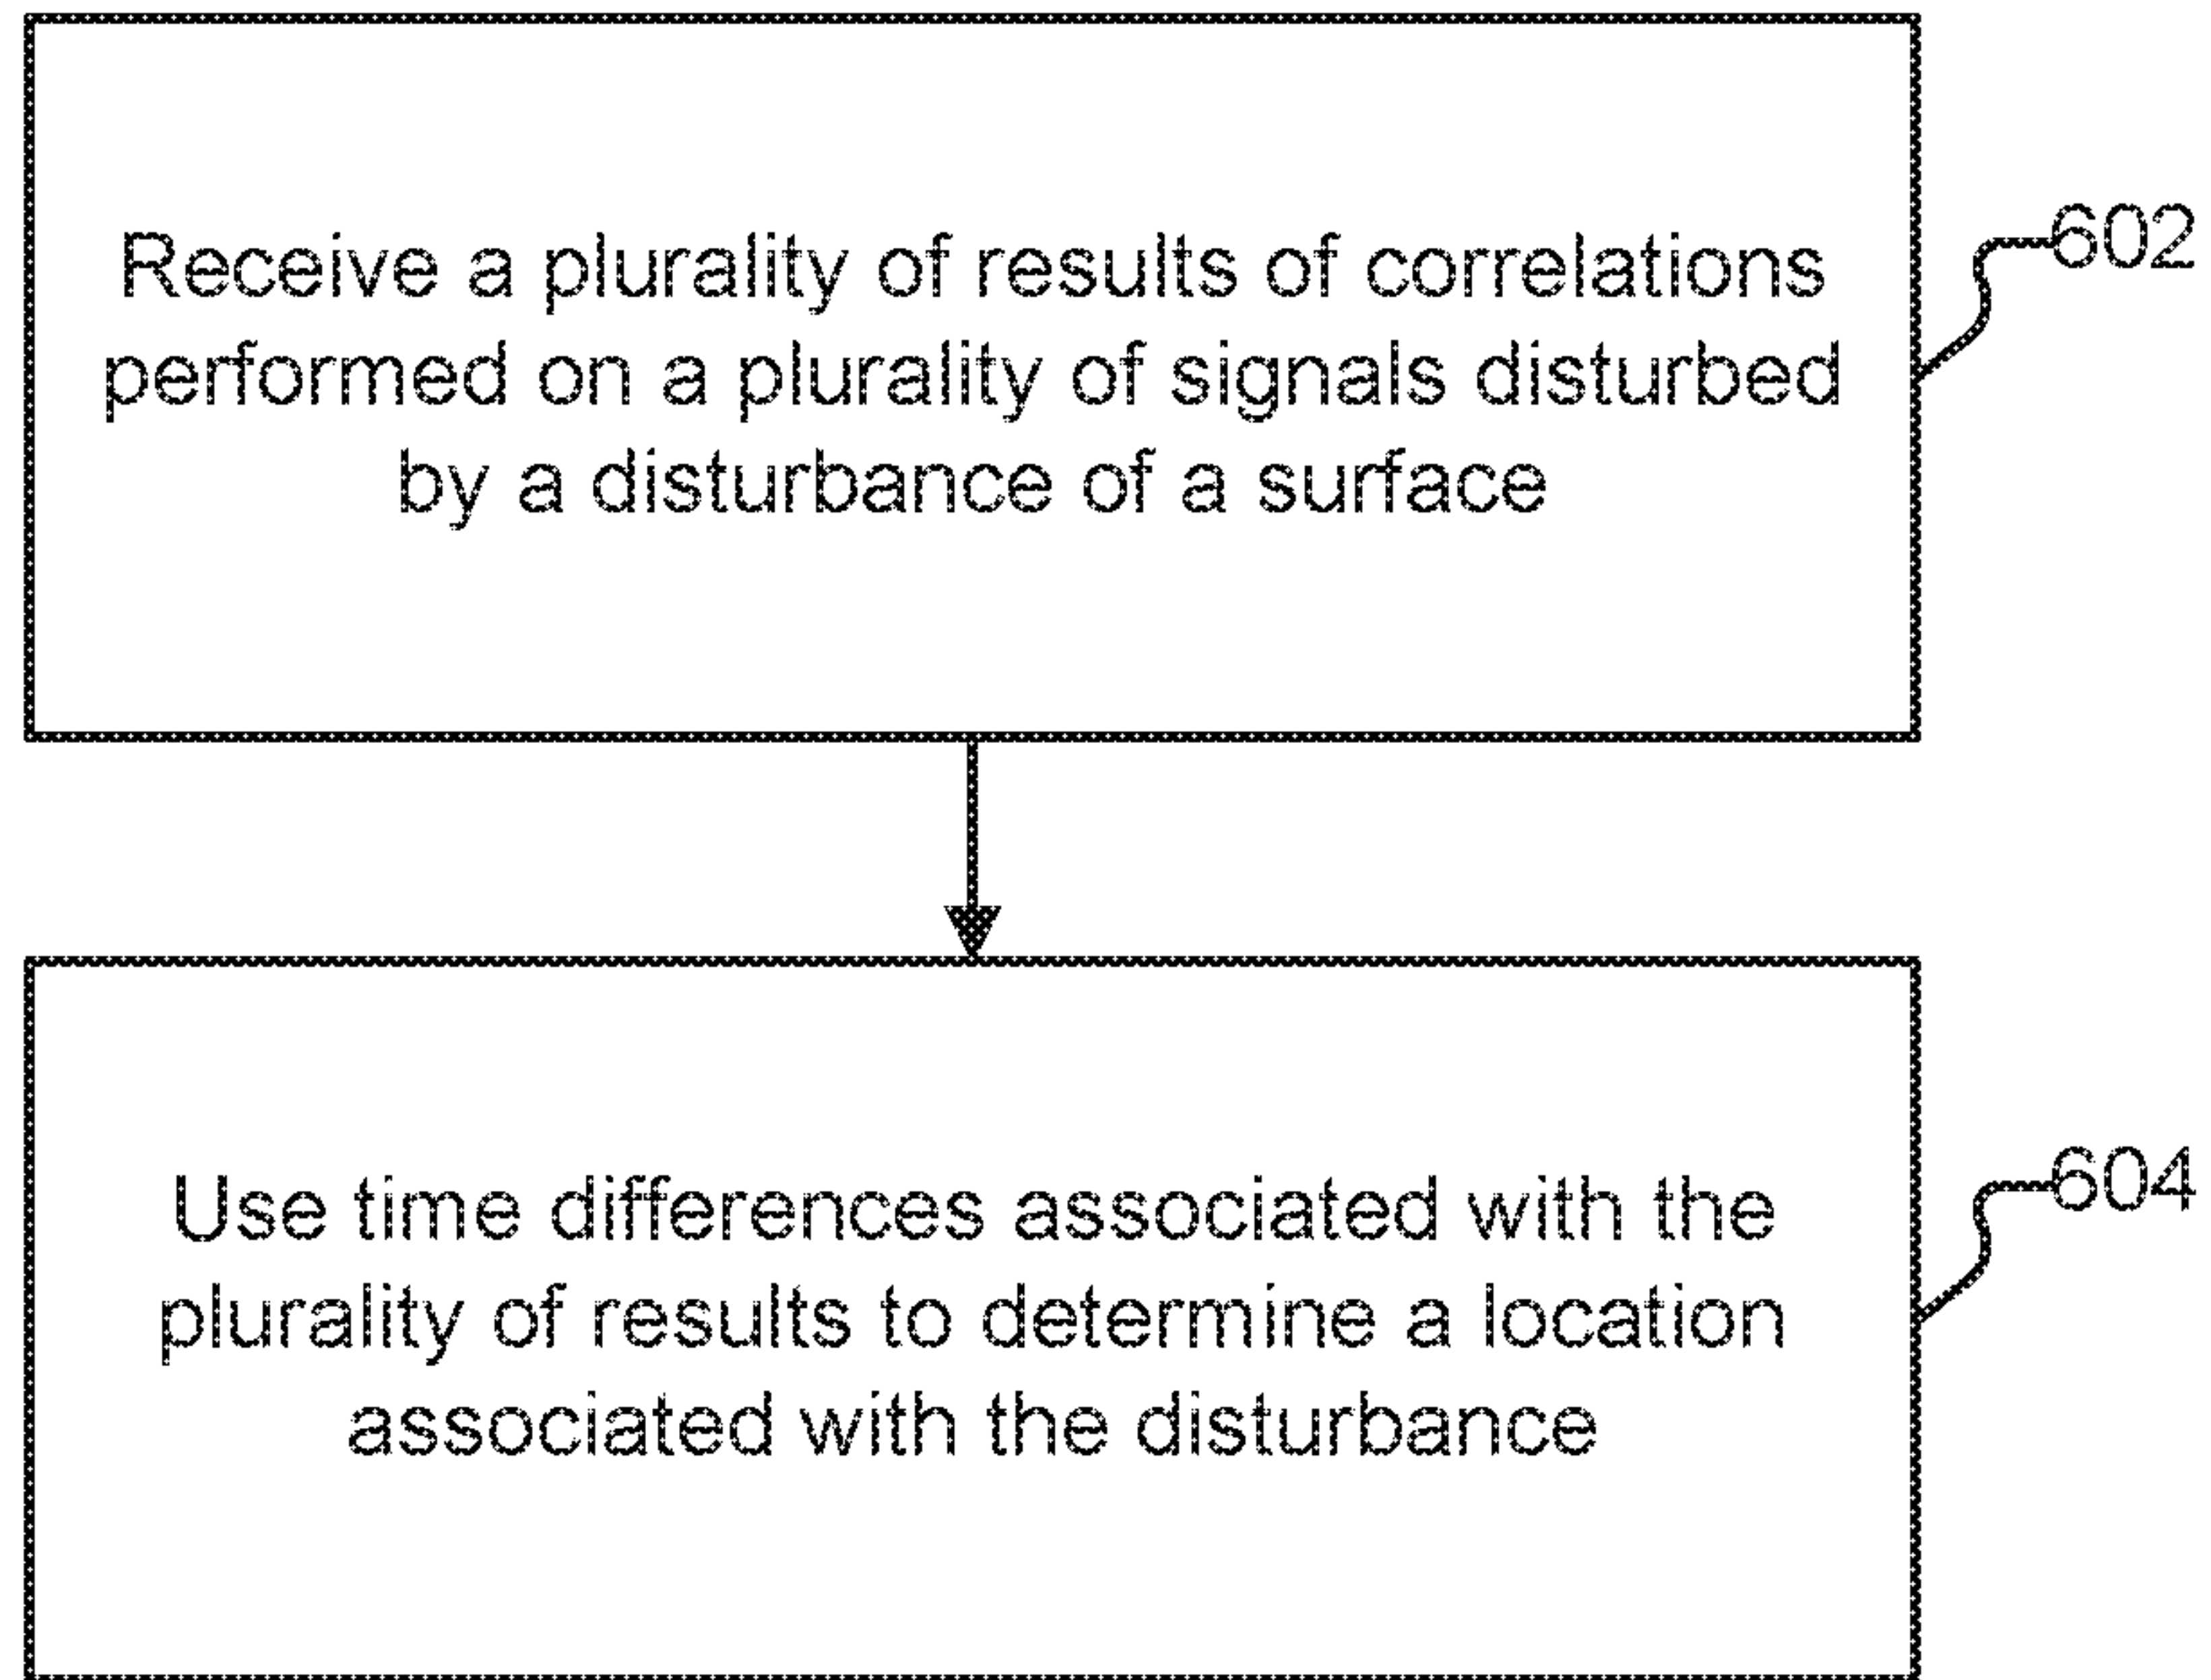 Receive a plurality of results of correlations
performed on a plurality of signals disturbed
by a disturbance of a surface
602
Use time differences associated with the
plurality of results to determine a location
associated with the disturbance
604